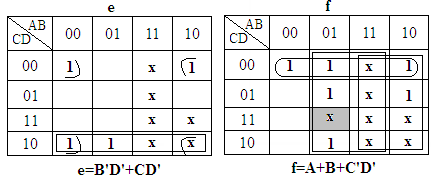 e f
AB AB
CD 00 01 11 10 CD 00 01 11 10
00 1 x 1 00 1 1 x 1
01 x 01 1 x 1
11 x x 11 x x x
10 1 1 x x 10 1 x x
e=B'D'+CD' f=A+B+C'D'